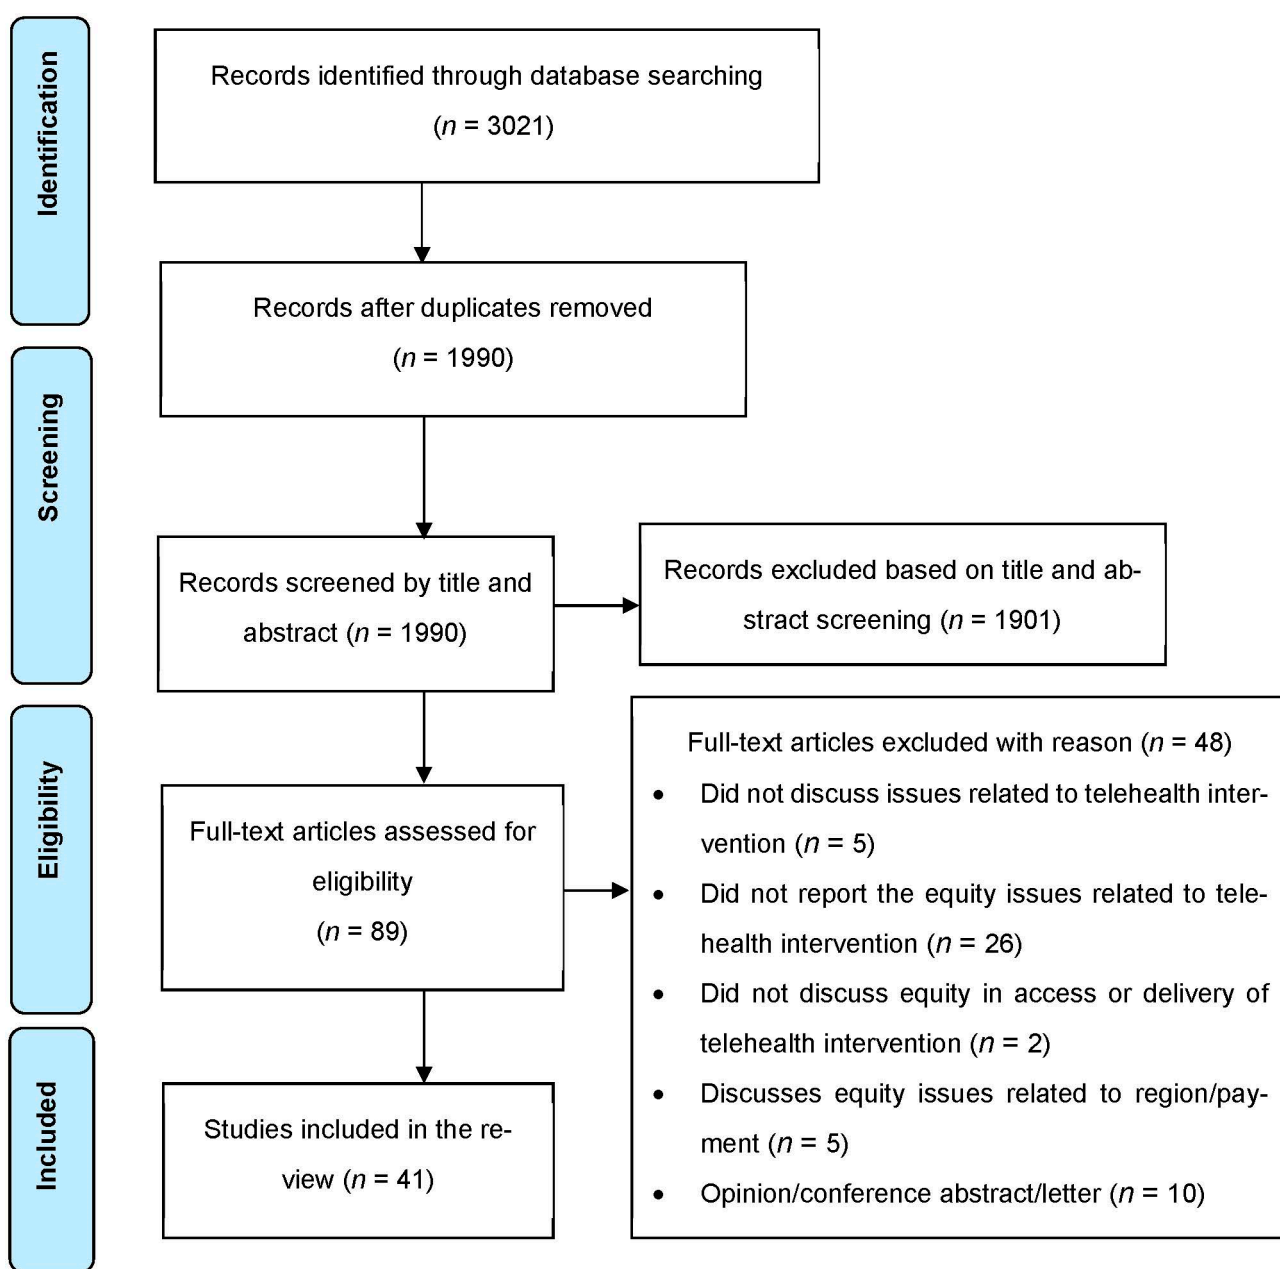 Identification
Records identified through database searching
(n = 3021)
Records after duplicates removed
(n = 1990)
Screening
Records screened by title and
abstract (n = 1990)
Records excluded based on title and ab-
stract screening (n = 1901)
Eligibility
Full-text articles assessed for
eligibility
(n = 89)
Full-text articles excluded with reason (n = 48)
• Did not discuss issues related to telehealth inter-
vention (n = 5)
• Did not report the equity issues related to tele-
health intervention (n = 26)
• Did not discuss equity in access or delivery of
telehealth intervention (n = 2)
• Discusses equity issues related to region/pay-
ment (n = 5)
• Opinion/conference abstract/letter (n = 10)
Included
Studies included in the re-
view (n = 41)